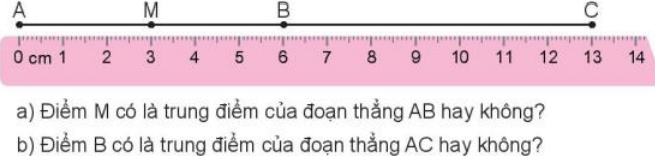 A M B C
0 cm 1 2 3 4 5 6 7 8 9 10 11 12 13 14
a) Điểm M có là trung điểm của đoạn thẳng AB hay không?
b) Điểm B có là trung điểm của đoạn thẳng AC hay không?